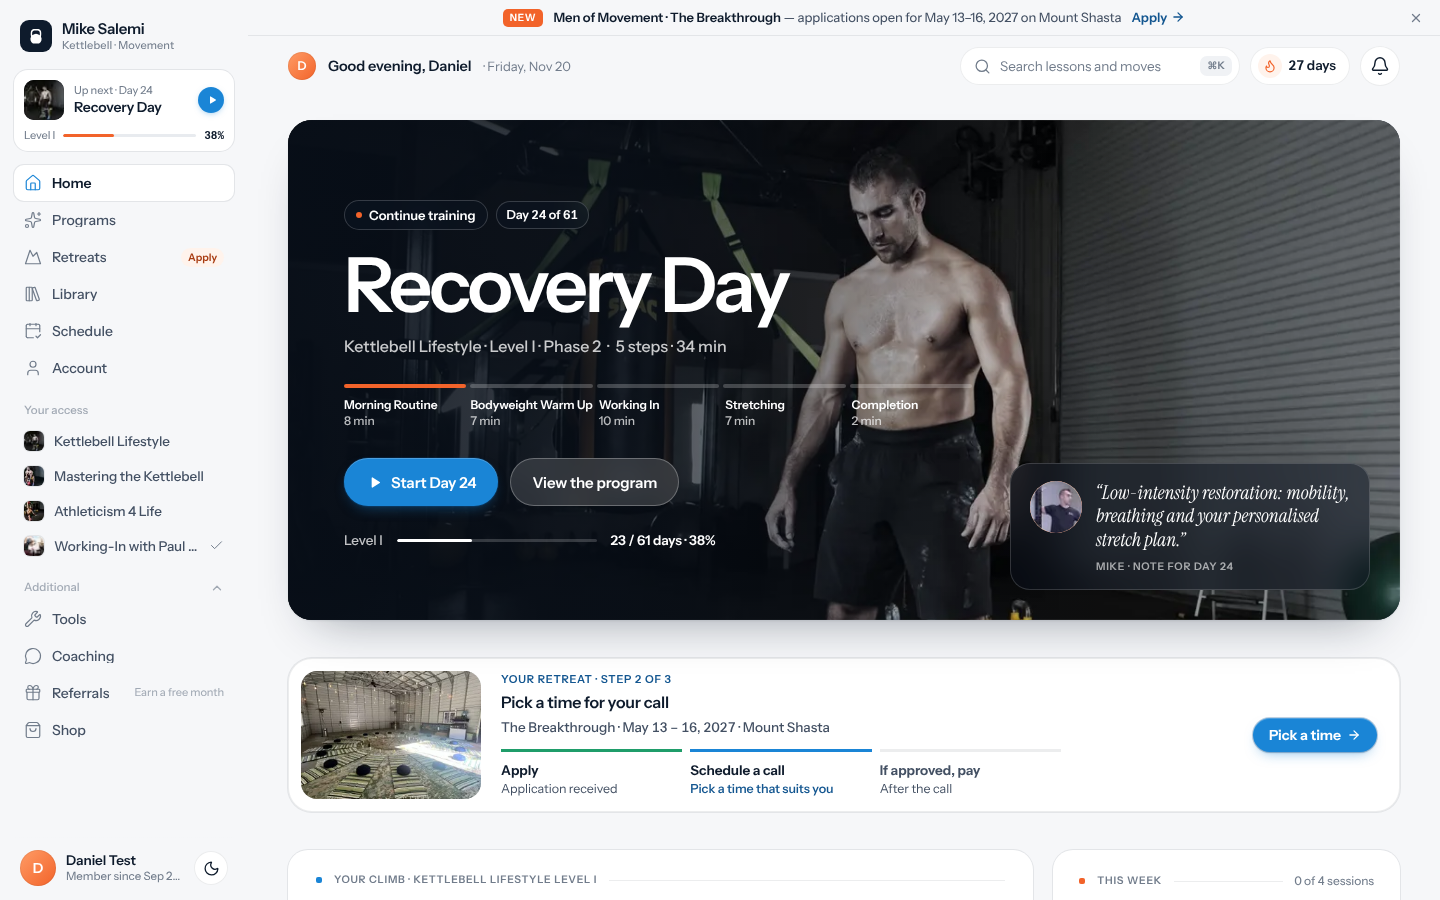 NEW Men of Movement · The Breakthrough — applications open for May 13–16, 2027 on Mount Shasta Apply →
Mike Salemi
Kettlebell · Movement
Up next · Day 24
Recovery Day
Level I 38%
Home
Programs
Retreats Apply
Library
Schedule
Account
Your access
Kettlebell Lifestyle
Mastering the Kettlebell
Athleticism 4 Life
Working-In with Paul ...
Additional
Tools
Coaching
Referrals Earn a free month
Shop
D Daniel Test
Member since Sep 2...
D Good evening, Daniel · Friday, Nov 20
Search lessons and moves ⌘K
27 days
Continue training Day 24 of 61
Recovery Day
Kettlebell Lifestyle · Level I · Phase 2 · 5 steps · 34 min
Morning Routine Bodyweight Warm Up Working In Stretching Completion
8 min 7 min 10 min 7 min 2 min
Start Day 24 View the program
Level I 23 / 61 days · 38%
“Low-intensity restoration: mobility,
breathing and your personalised
stretch plan.”
MIKE · NOTE FOR DAY 24
YOUR RETREAT · STEP 2 OF 3
Pick a time for your call
The Breakthrough · May 13 – 16, 2027 · Mount Shasta
Apply Schedule a call If approved, pay
Application received Pick a time that suits you After the call
Pick a time →
YOUR CLIMB · KETTLEBELL LIFESTYLE LEVEL I
THIS WEEK 0 of 4 sessions